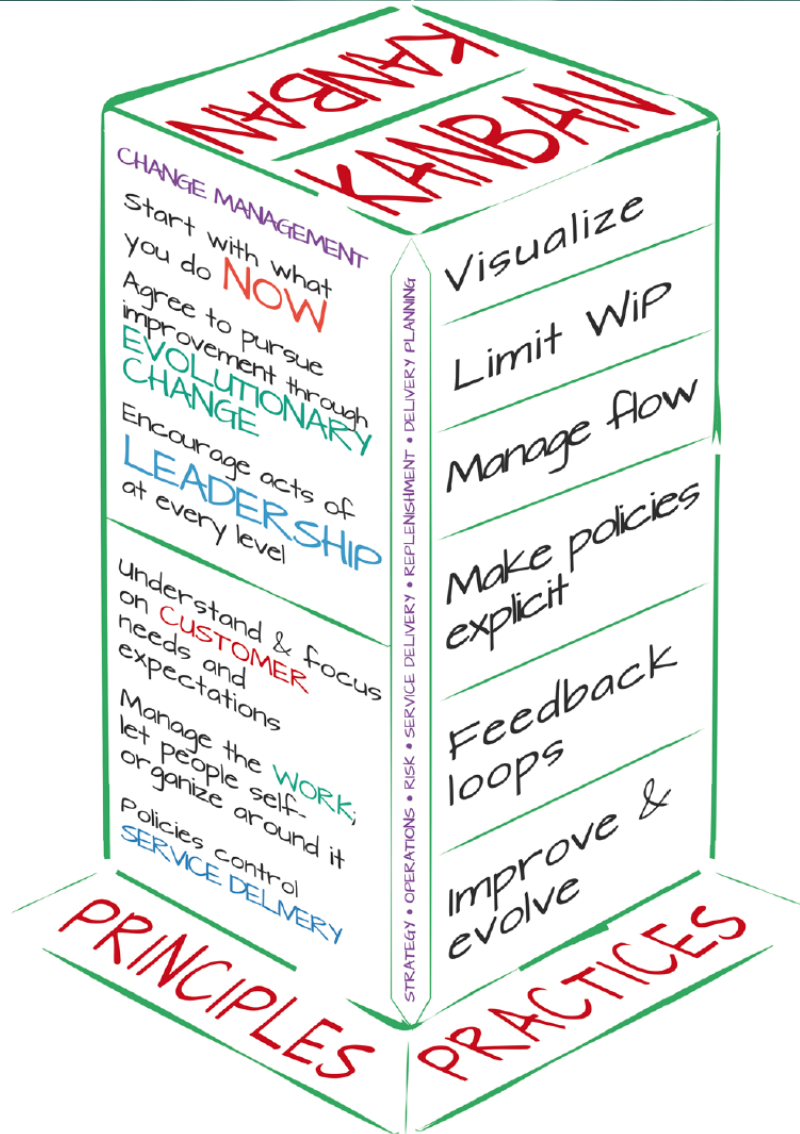 KANBAN
KANBAN
CHANGE MANAGEMENT
Start with what
you do NOW
Agree to pursue
improvement through
EVOLUTIONARY
CHANGE
Encourage acts of
LEADERSHIP
at every level
Understand & focus
on CUSTOMER
needs and
expectations
Manage the WORK;
let people self-
organize around it
Policies control
SERVICE DELIVERY
STRATEGY • OPERATIONS • RISK • SERVICE DELIVERY • REPLENISHMENT • DELIVERY PLANNING
Visualize
Limit WiP
Manage flow
Make policies
explicit
Feedback
loops
Improve &
evolve
PRINCIPLES
PRACTICES